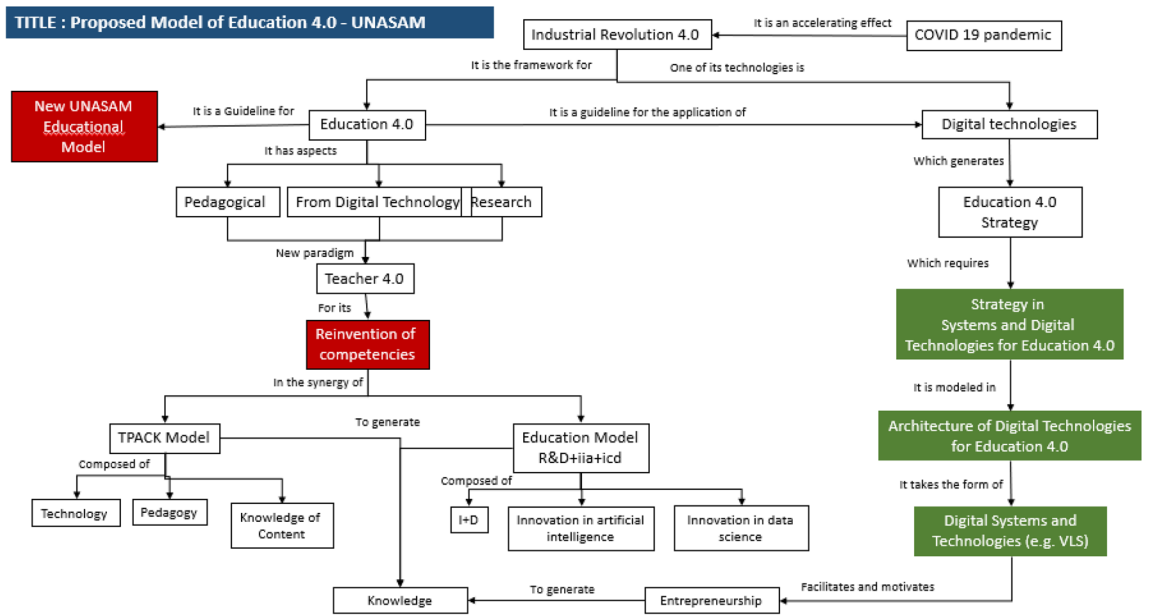 TITLE : Proposed Model of Education 4.0 - UNASAM
It is an accelerating effect
Industrial Revolution 4.0
COVID 19 pandemic
It is the framework for
One of its technologies is
New UNASAM
Educational
Model
It is a Guideline for
Education 4.0
It is a guideline for the application of
Digital technologies
It has aspects
Which generates
Pedagogical
From Digital Technology
Research
Education 4.0
Strategy
New paradigm
Teacher 4.0
Which requires
For its
Reinvention of
competencies
Strategy in
Systems and Digital
Technologies for Education 4.0
In the synergy of
It is modeled in
To generate
TPACK Model
Education Model
R&D+iia+icd
Architecture of Digital Technologies
for Education 4.0
Composed of
Composed of
It takes the form of
Technology
Pedagogy
Knowledge of
Content
I+D
Innovation in artificial
intelligence
Innovation in data
science
Digital Systems and
Technologies (e.g. VLS)
To generate
Facilitates and motivates
Knowledge
Entrepreneurship